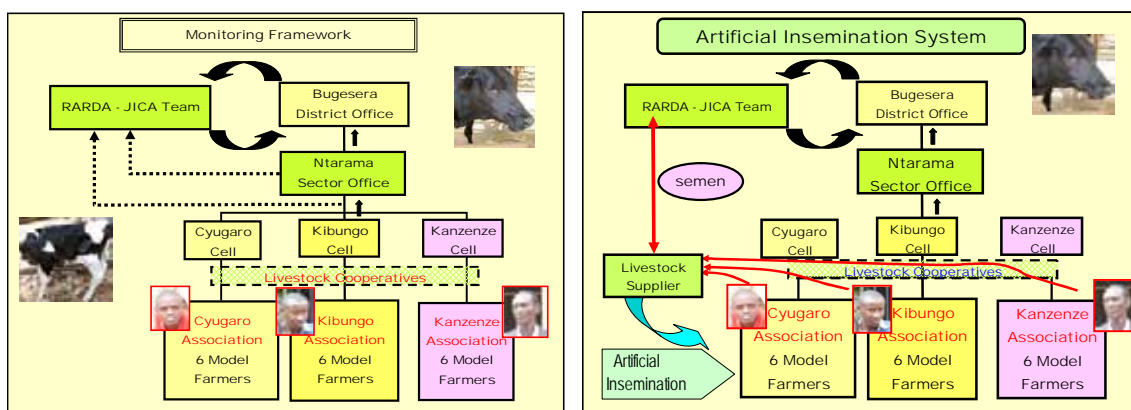 Monitoring Framework
RARDA - JICA Team
Bugesera
District Office
Ntarama
Sector Office
Cyugaro
Cell
Kibungo
Cell
Kanzenze
Cell
Livestock Cooperatives
Cyugaro
Association
6 Model
Farmers
Kibungo
Association
6 Model
Farmers
Kanzenze
Association
6 Model
Farmers
Artificial Insemination System
RARDA - JICA Team
Bugesera
District Office
semen
Ntarama
Sector Office
Cyugaro
Cell
Kibungo
Cell
Kanzenze
Cell
Livestock Cooperatives
Livestock
Supplier
Artificial
Insemination
Cyugaro
Association
6 Model
Farmers
Kibungo
Association
6 Model
Farmers
Kanzenze
Association
6 Model
Farmers